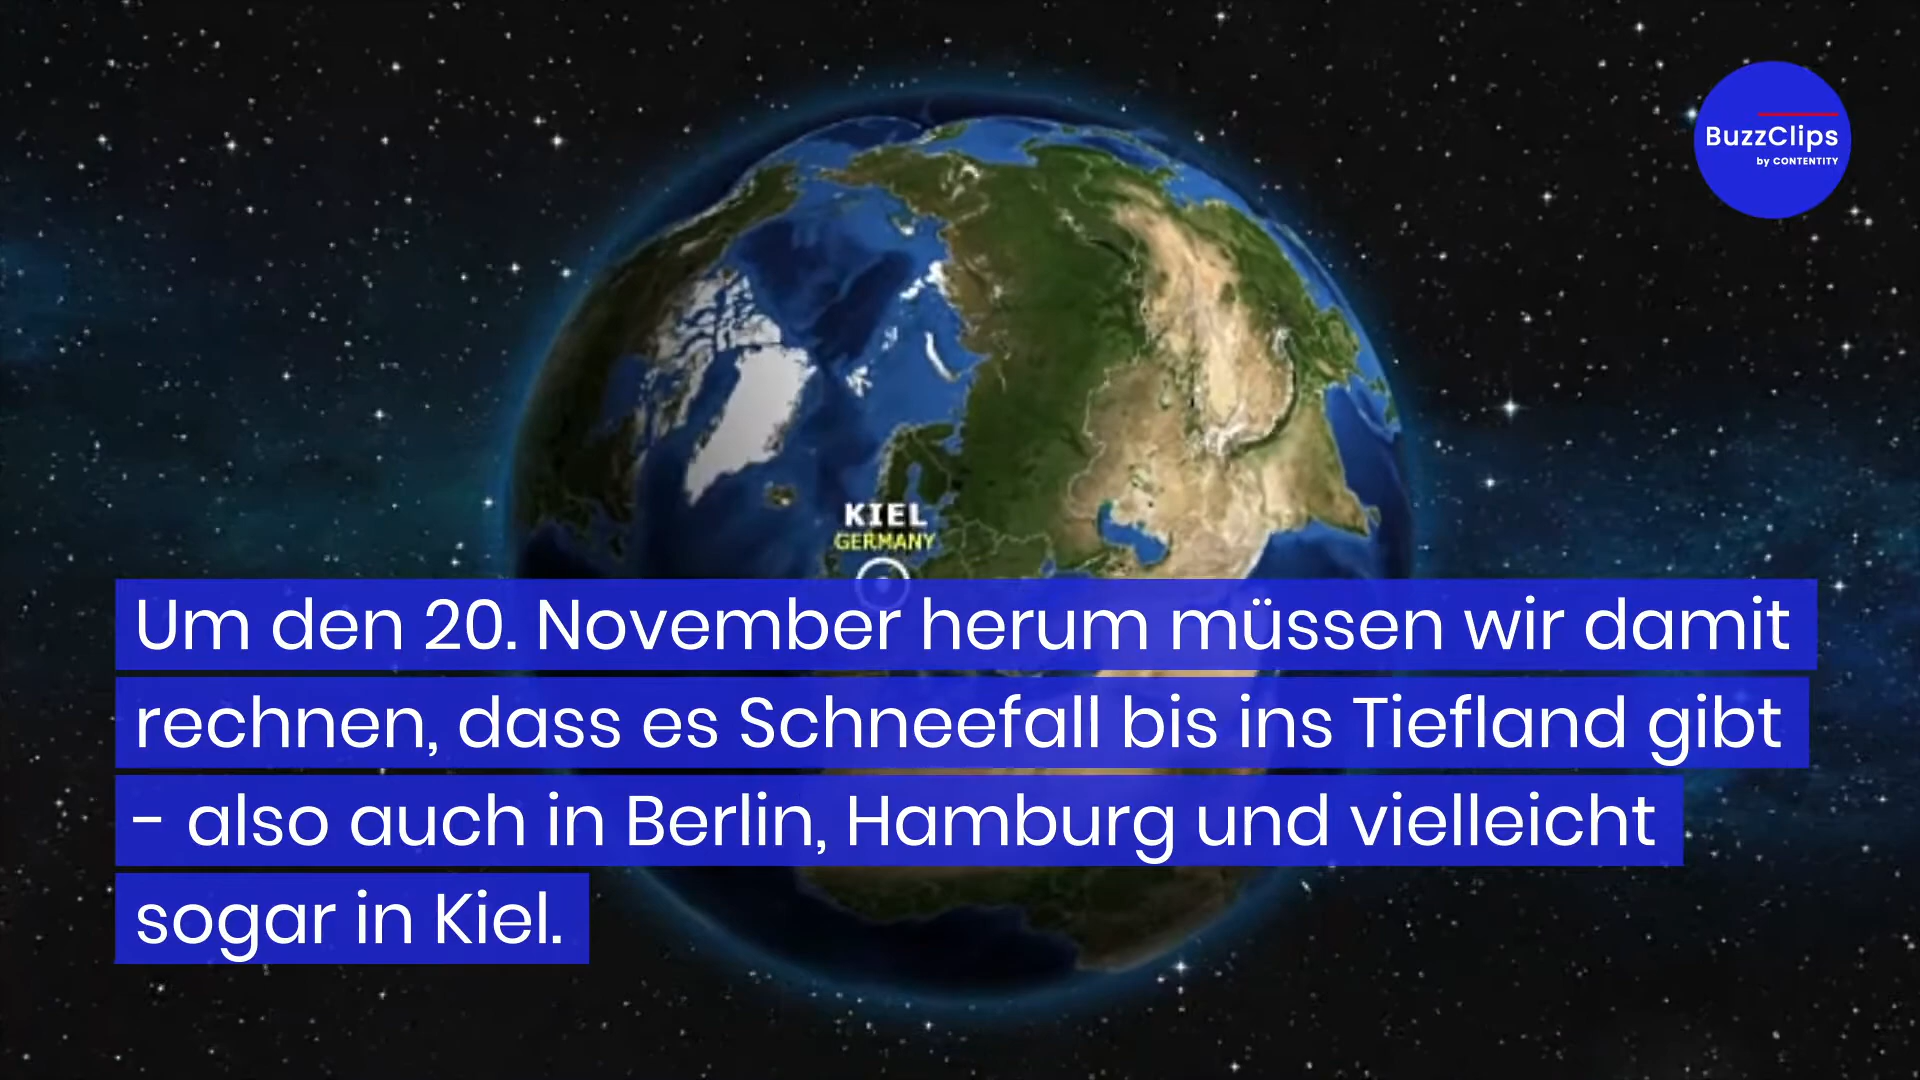 BuzzClips
by CONTENTITY
KIEL
GERMANY
Um den 20. November herum müssen wir damit
rechnen, dass es Schneefall bis ins Tiefland gibt
- also auch in Berlin, Hamburg und vielleicht
sogar in Kiel.